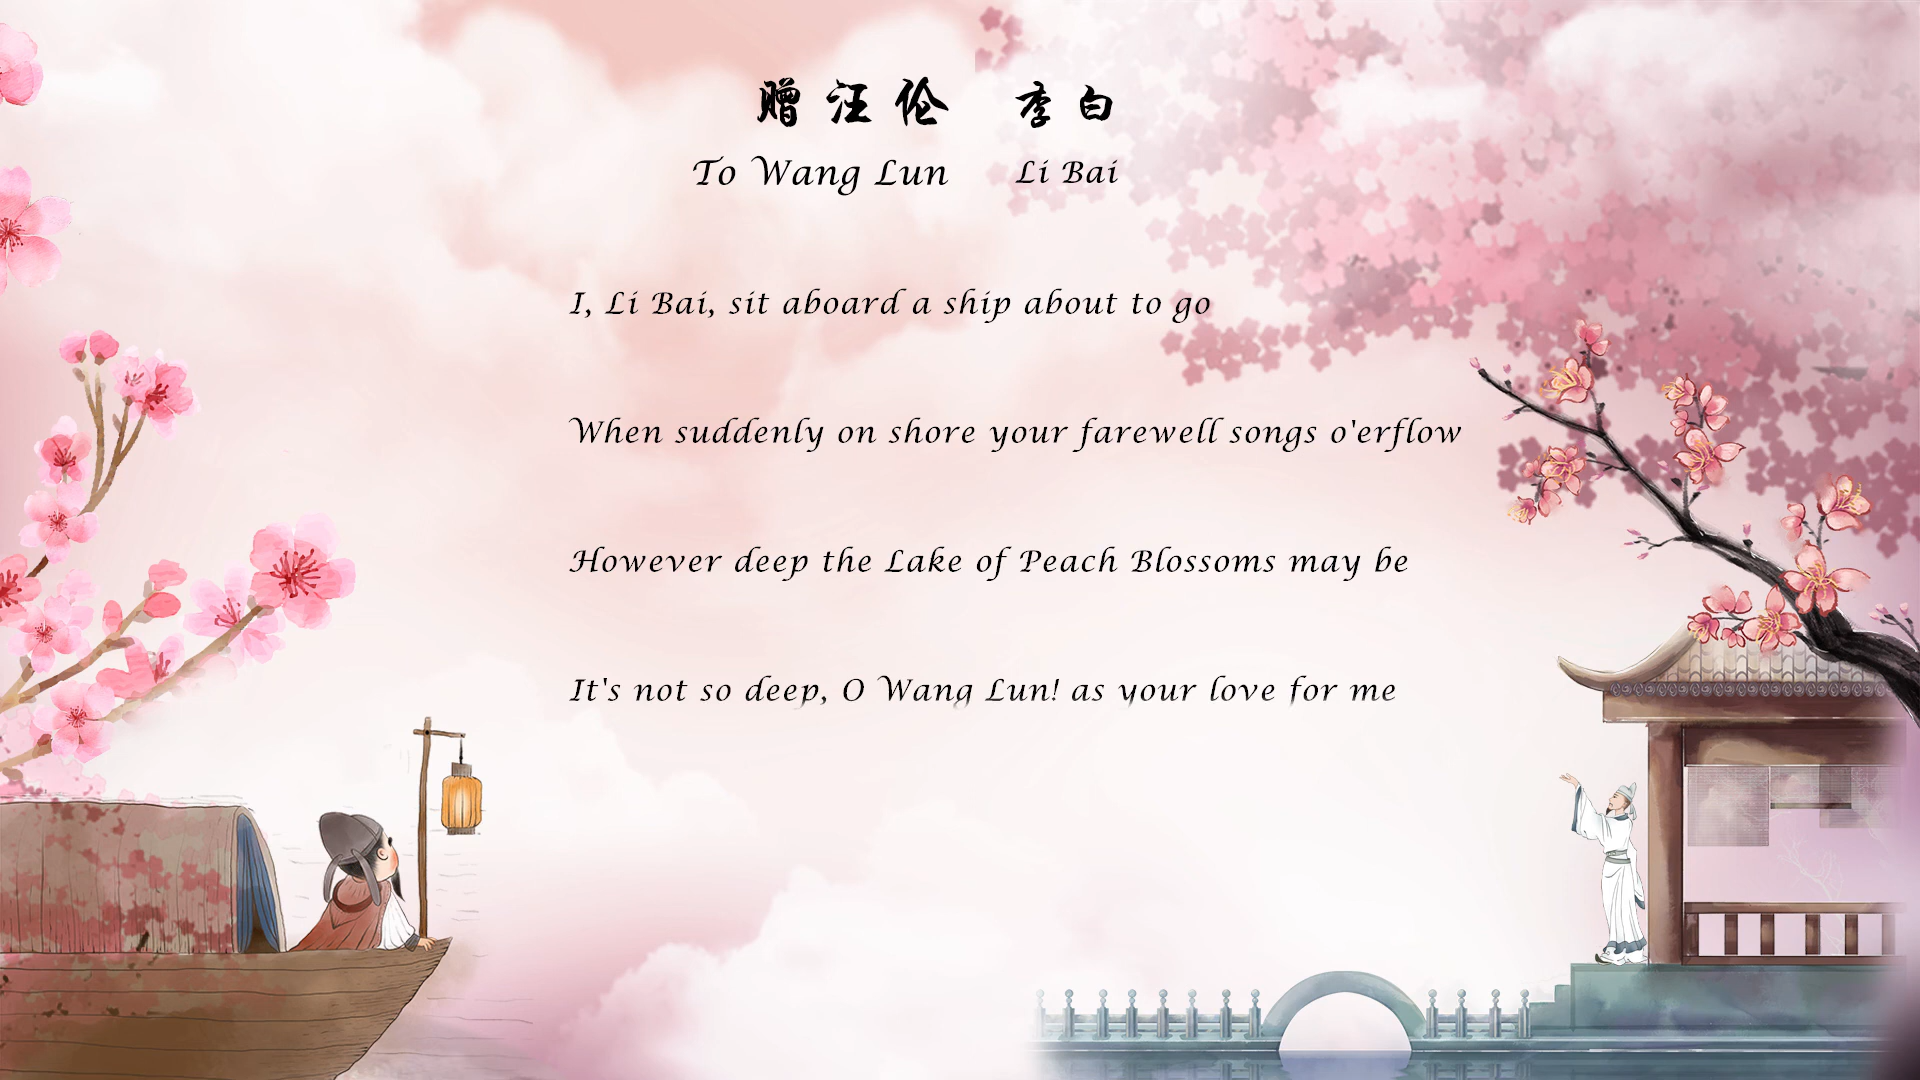 赠汪伦 李白
To Wang Lun Li Bai
I, Li Bai, sit aboard a ship about to go
When suddenly on shore your farewell songs o'erflow
However deep the Lake of Peach Blossoms may be
It's not so deep, O Wang Lun! as your love for me